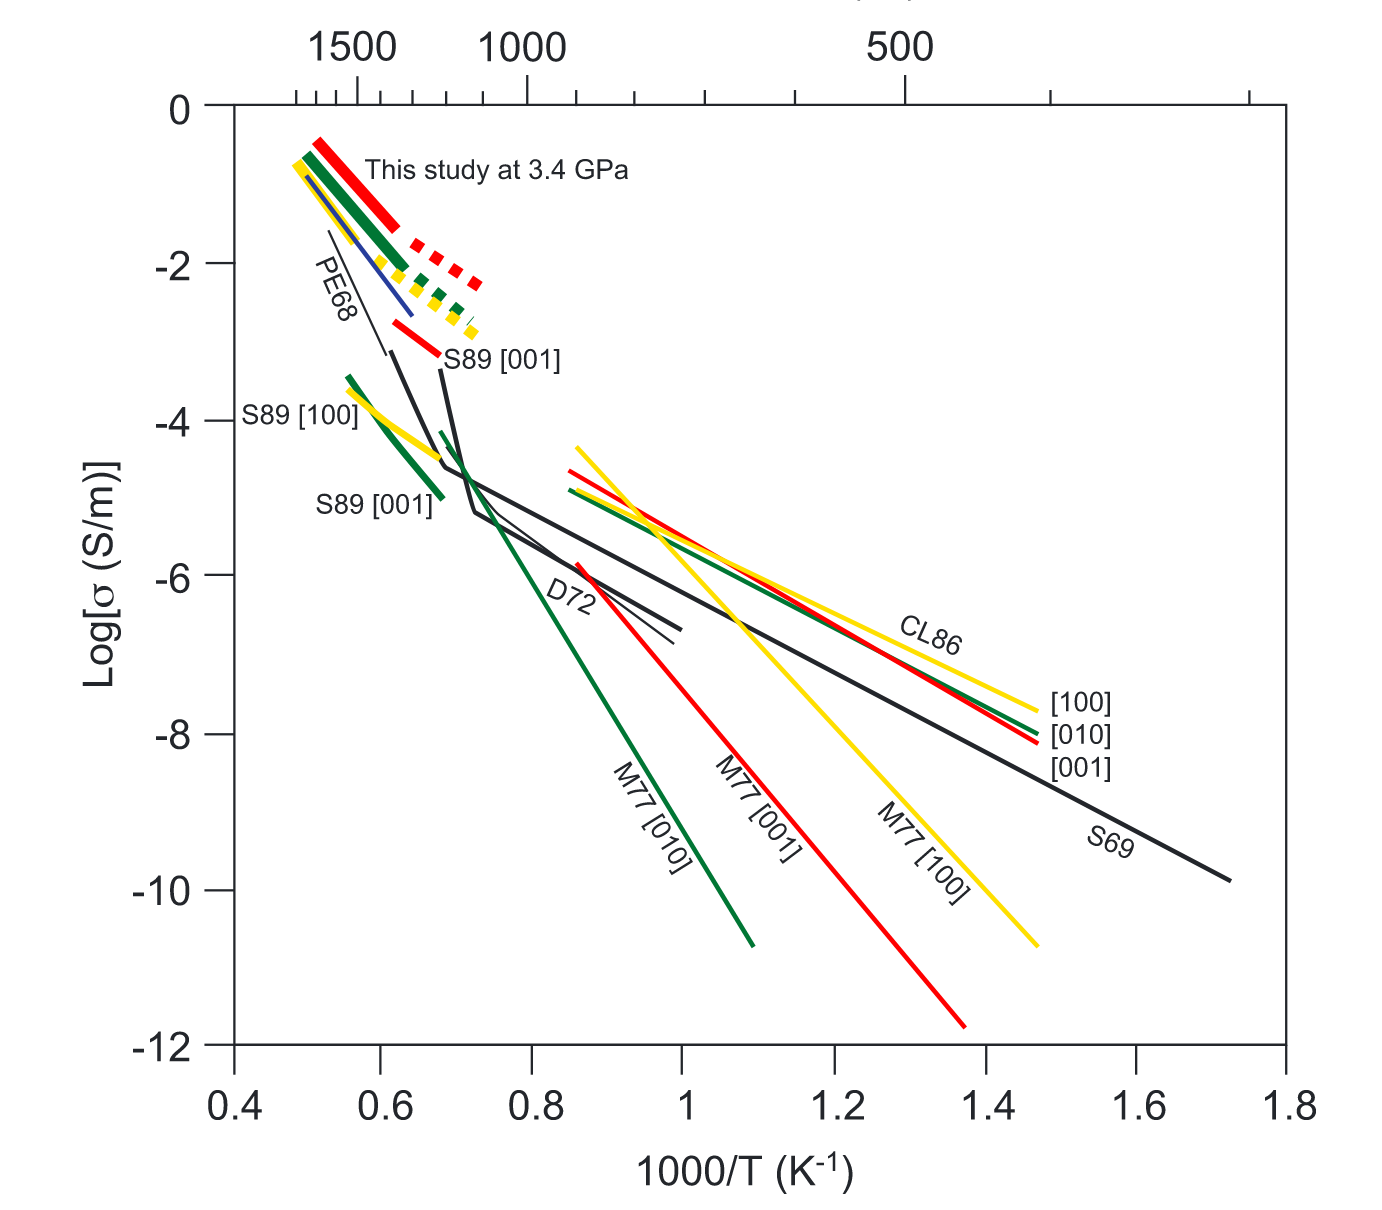 1500 1000 500
0
This study at 3.4 GPa
-2
PE68
S89 [001]
S89 [100]
-4
S89 [001]
Log[σ (S/m)]
-6
D72
CL86
[100]
[010]
[001]
-8
M77 [010]
M77 [001]
M77 [100]
S69
-10
-12
0.4 0.6 0.8 1 1.2 1.4 1.6 1.8
1000/T (K⁻¹)